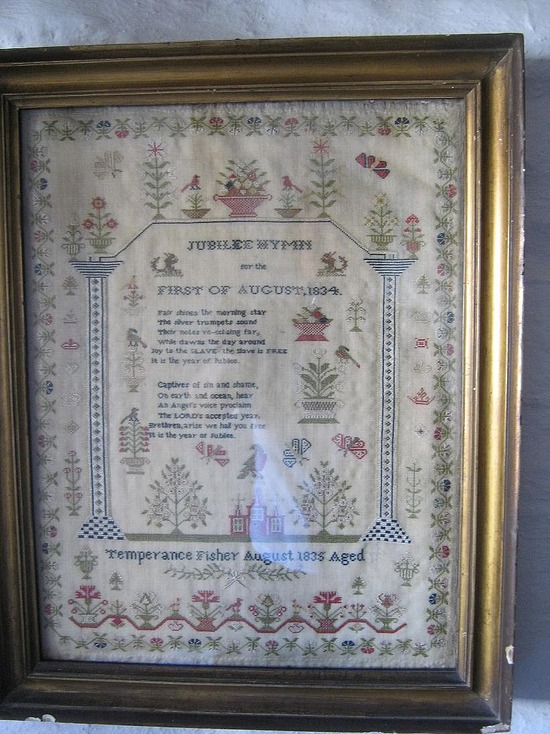 JUBILEE HYMN
for the
FIRST OF AUGUST, 1834.
Fair shines the morning star
The silver trumpets sound
Their notes re-echoing far,
While dawns the day around
Joy to the SLAVE the slave is FREE
It is the year of Jubilee.
Captives of sin and shame,
On earth and ocean, hear
An Angel's voice proclaim
The LORD's accepted year,
Brethren, arise we hail you free
It is the year of Jubilee.
Temperance Fisher August 1835 Aged